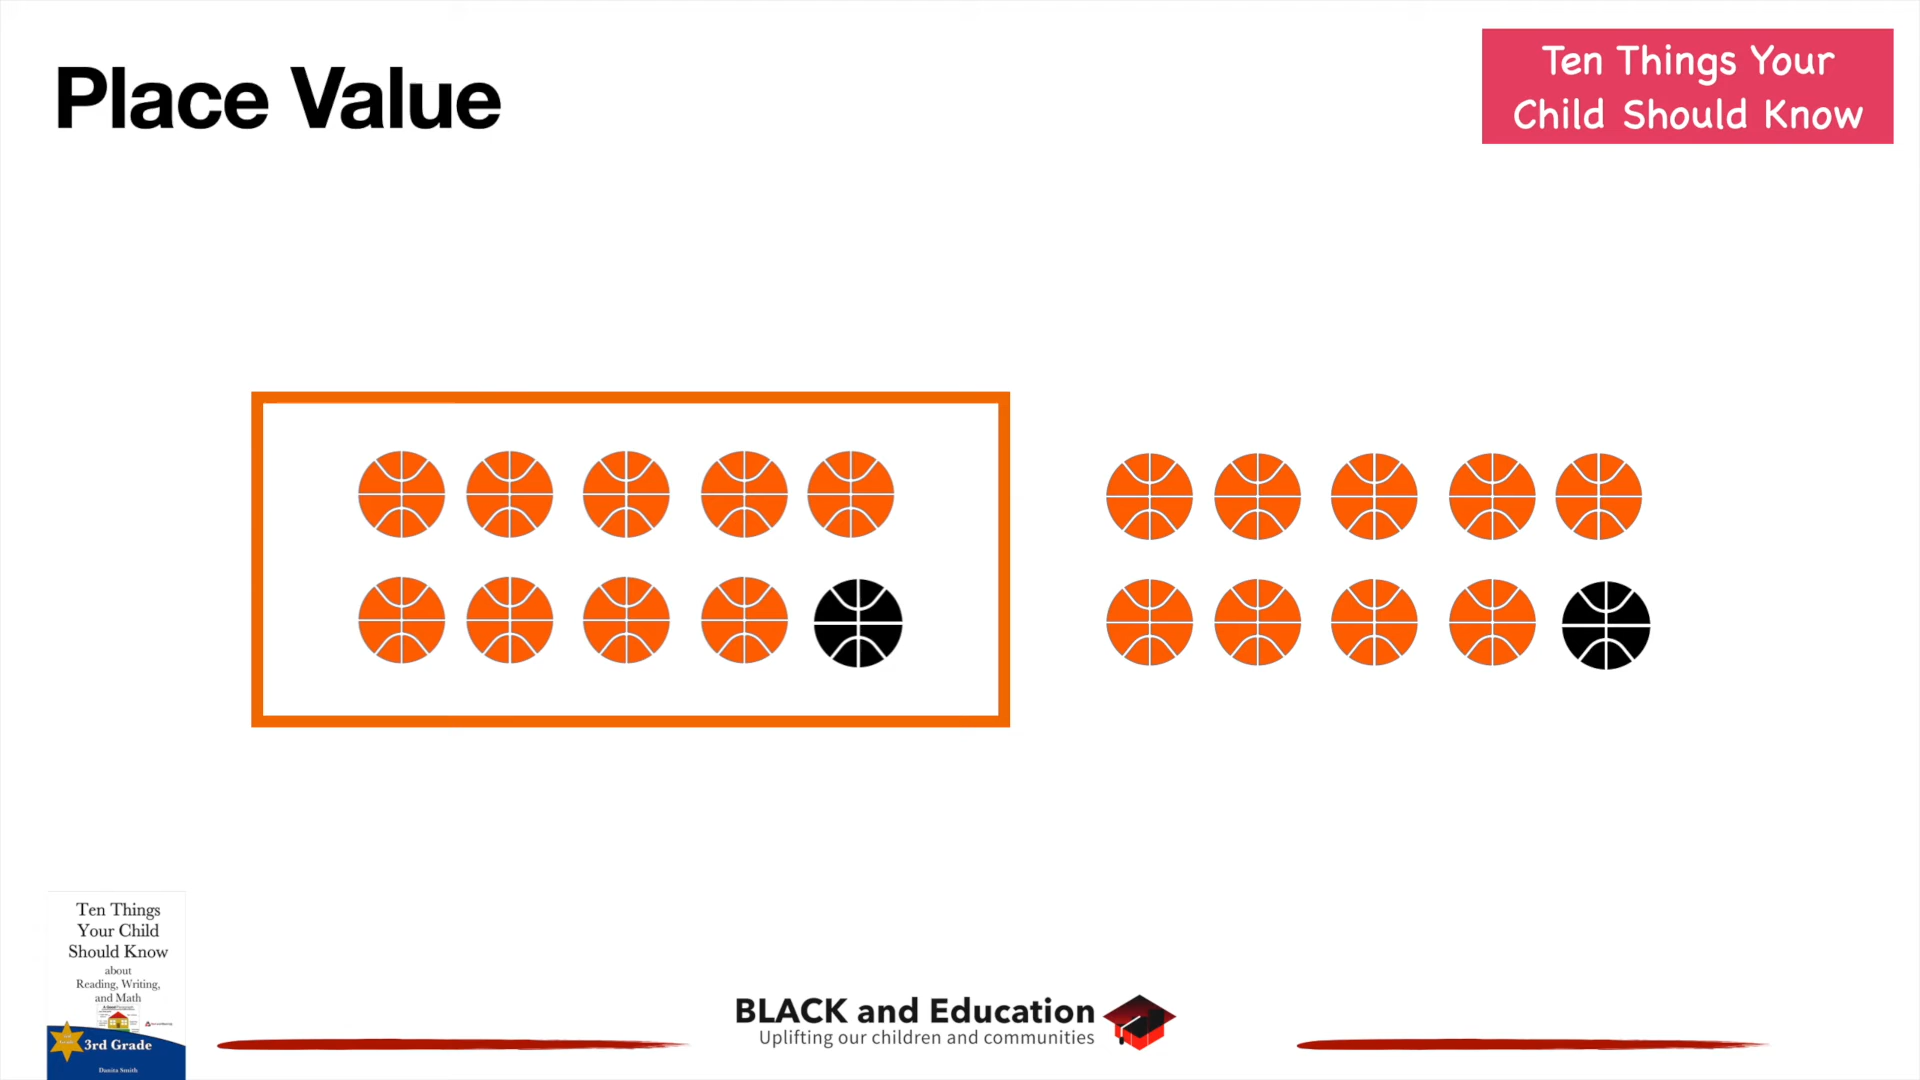 Place Value
Ten Things Your
Child Should Know
Ten Things
Your Child
Should Know
about
Reading, Writing,
and Math
3rd Grade
Danita Smith
BLACK and Education
Uplifting our children and communities